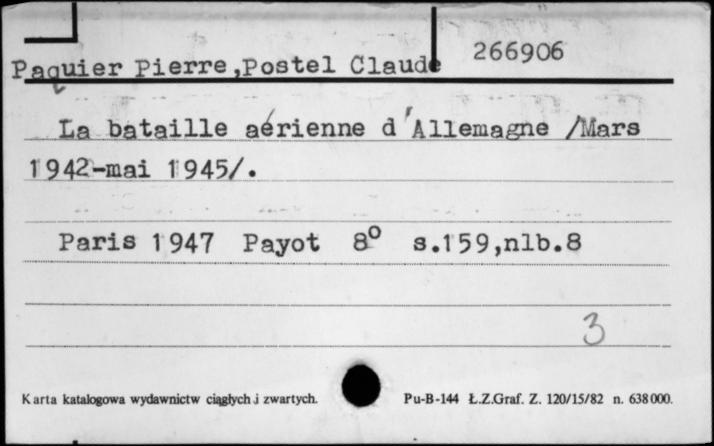 Paquier Pierre,Postel Claude 266906
La bataille aérienne d'Allemagne /Mars
1942-mai 1945/.
Paris 1947 Payot 8° s.159,nlb.8
3
Karta katalogowa wydawnictw ciągłych i zwartych. Pu-B-144 Ł.Z.Graf. Z. 120/15/82 n. 638000.